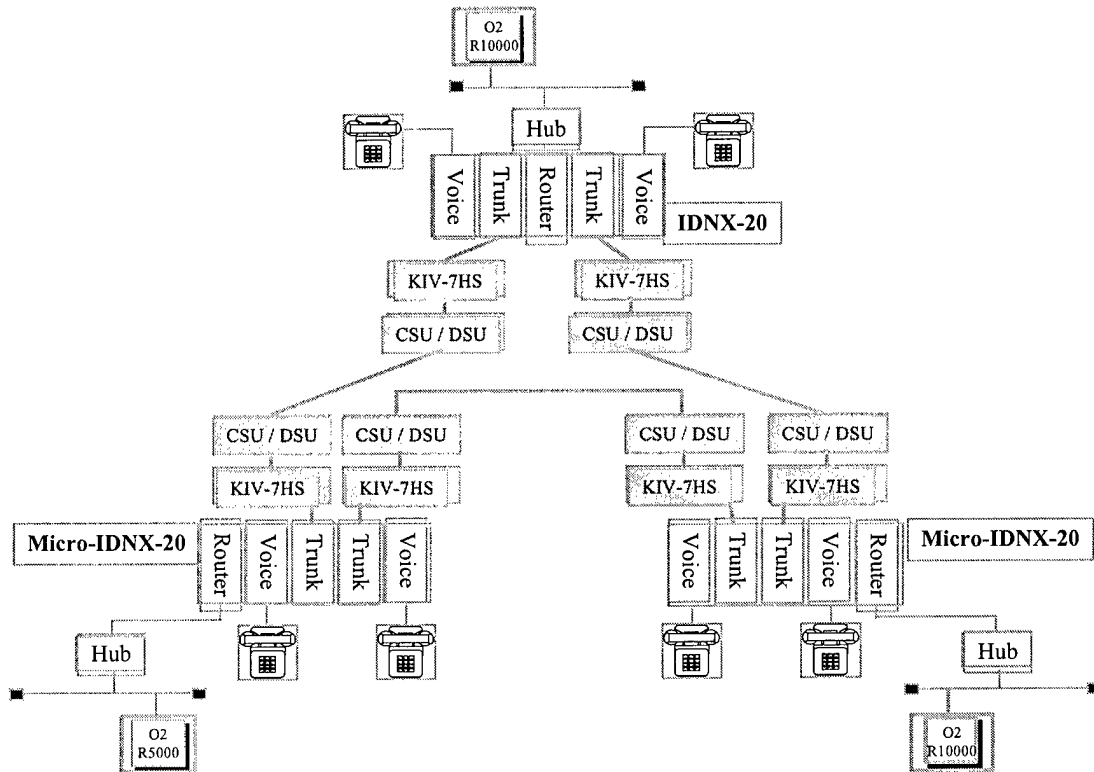 O2
R10000
Hub
Voice
Trunk
Router
Trunk
Voice
IDNX-20
KIV-7HS
KIV-7HS
CSU / DSU
CSU / DSU
CSU / DSU
CSU / DSU
CSU / DSU
CSU / DSU
KIV-7HS
KIV-7HS
KIV-7HS
KIV-7HS
Micro-IDNX-20
Router
Voice
Trunk
Trunk
Voice
Voice
Trunk
Trunk
Voice
Router
Micro-IDNX-20
Hub
Hub
O2
R5000
O2
R10000